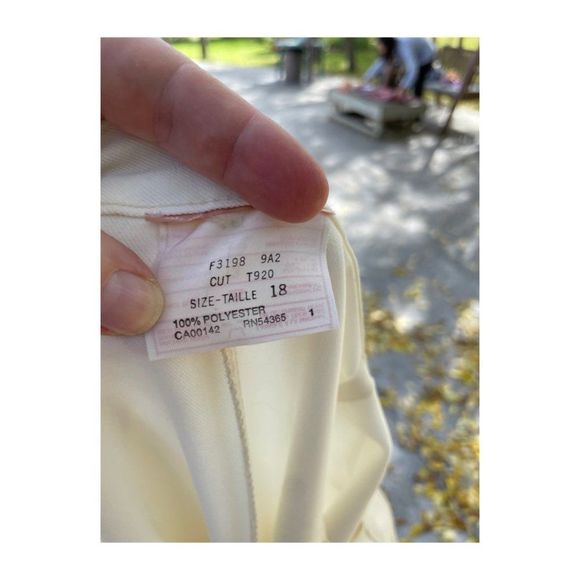 F3198 9A2
CUT T920
SIZE-TAILLE 18
100% POLYESTER
CA00142 RN54365 1